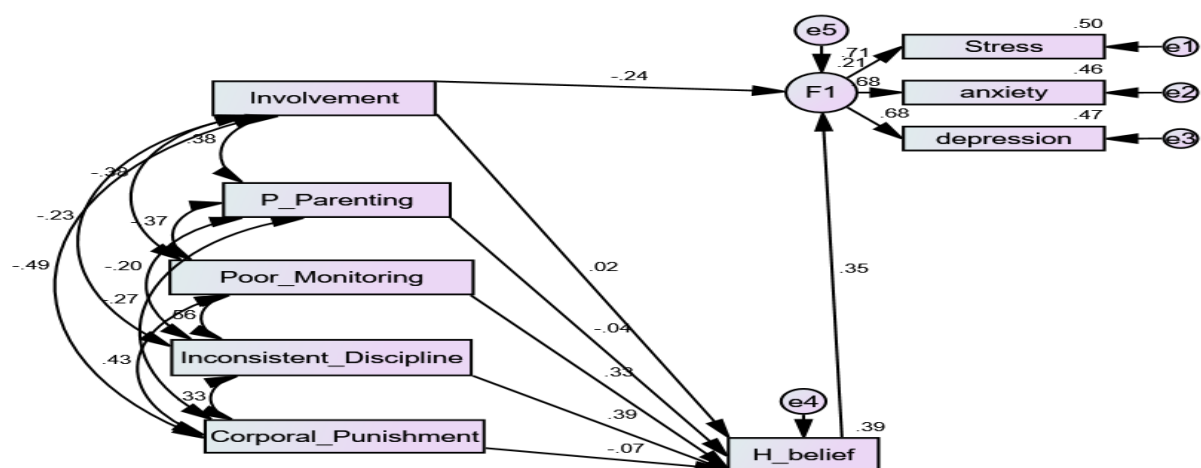 e5
.50
.71
Stress
e1
.21
-.24
.46
Involvement
F1
.68
anxiety
e2
.38
.68
.47
depression
e3
-.38
P_Parenting
-.23
-.37
-.49
-.20
Poor_Monitoring
.02
.35
-.27
.56
-.04
.43
Inconsistent_Discipline
.33
.33
.39
e4
Corporal_Punishment
-.07
.39
H_belief